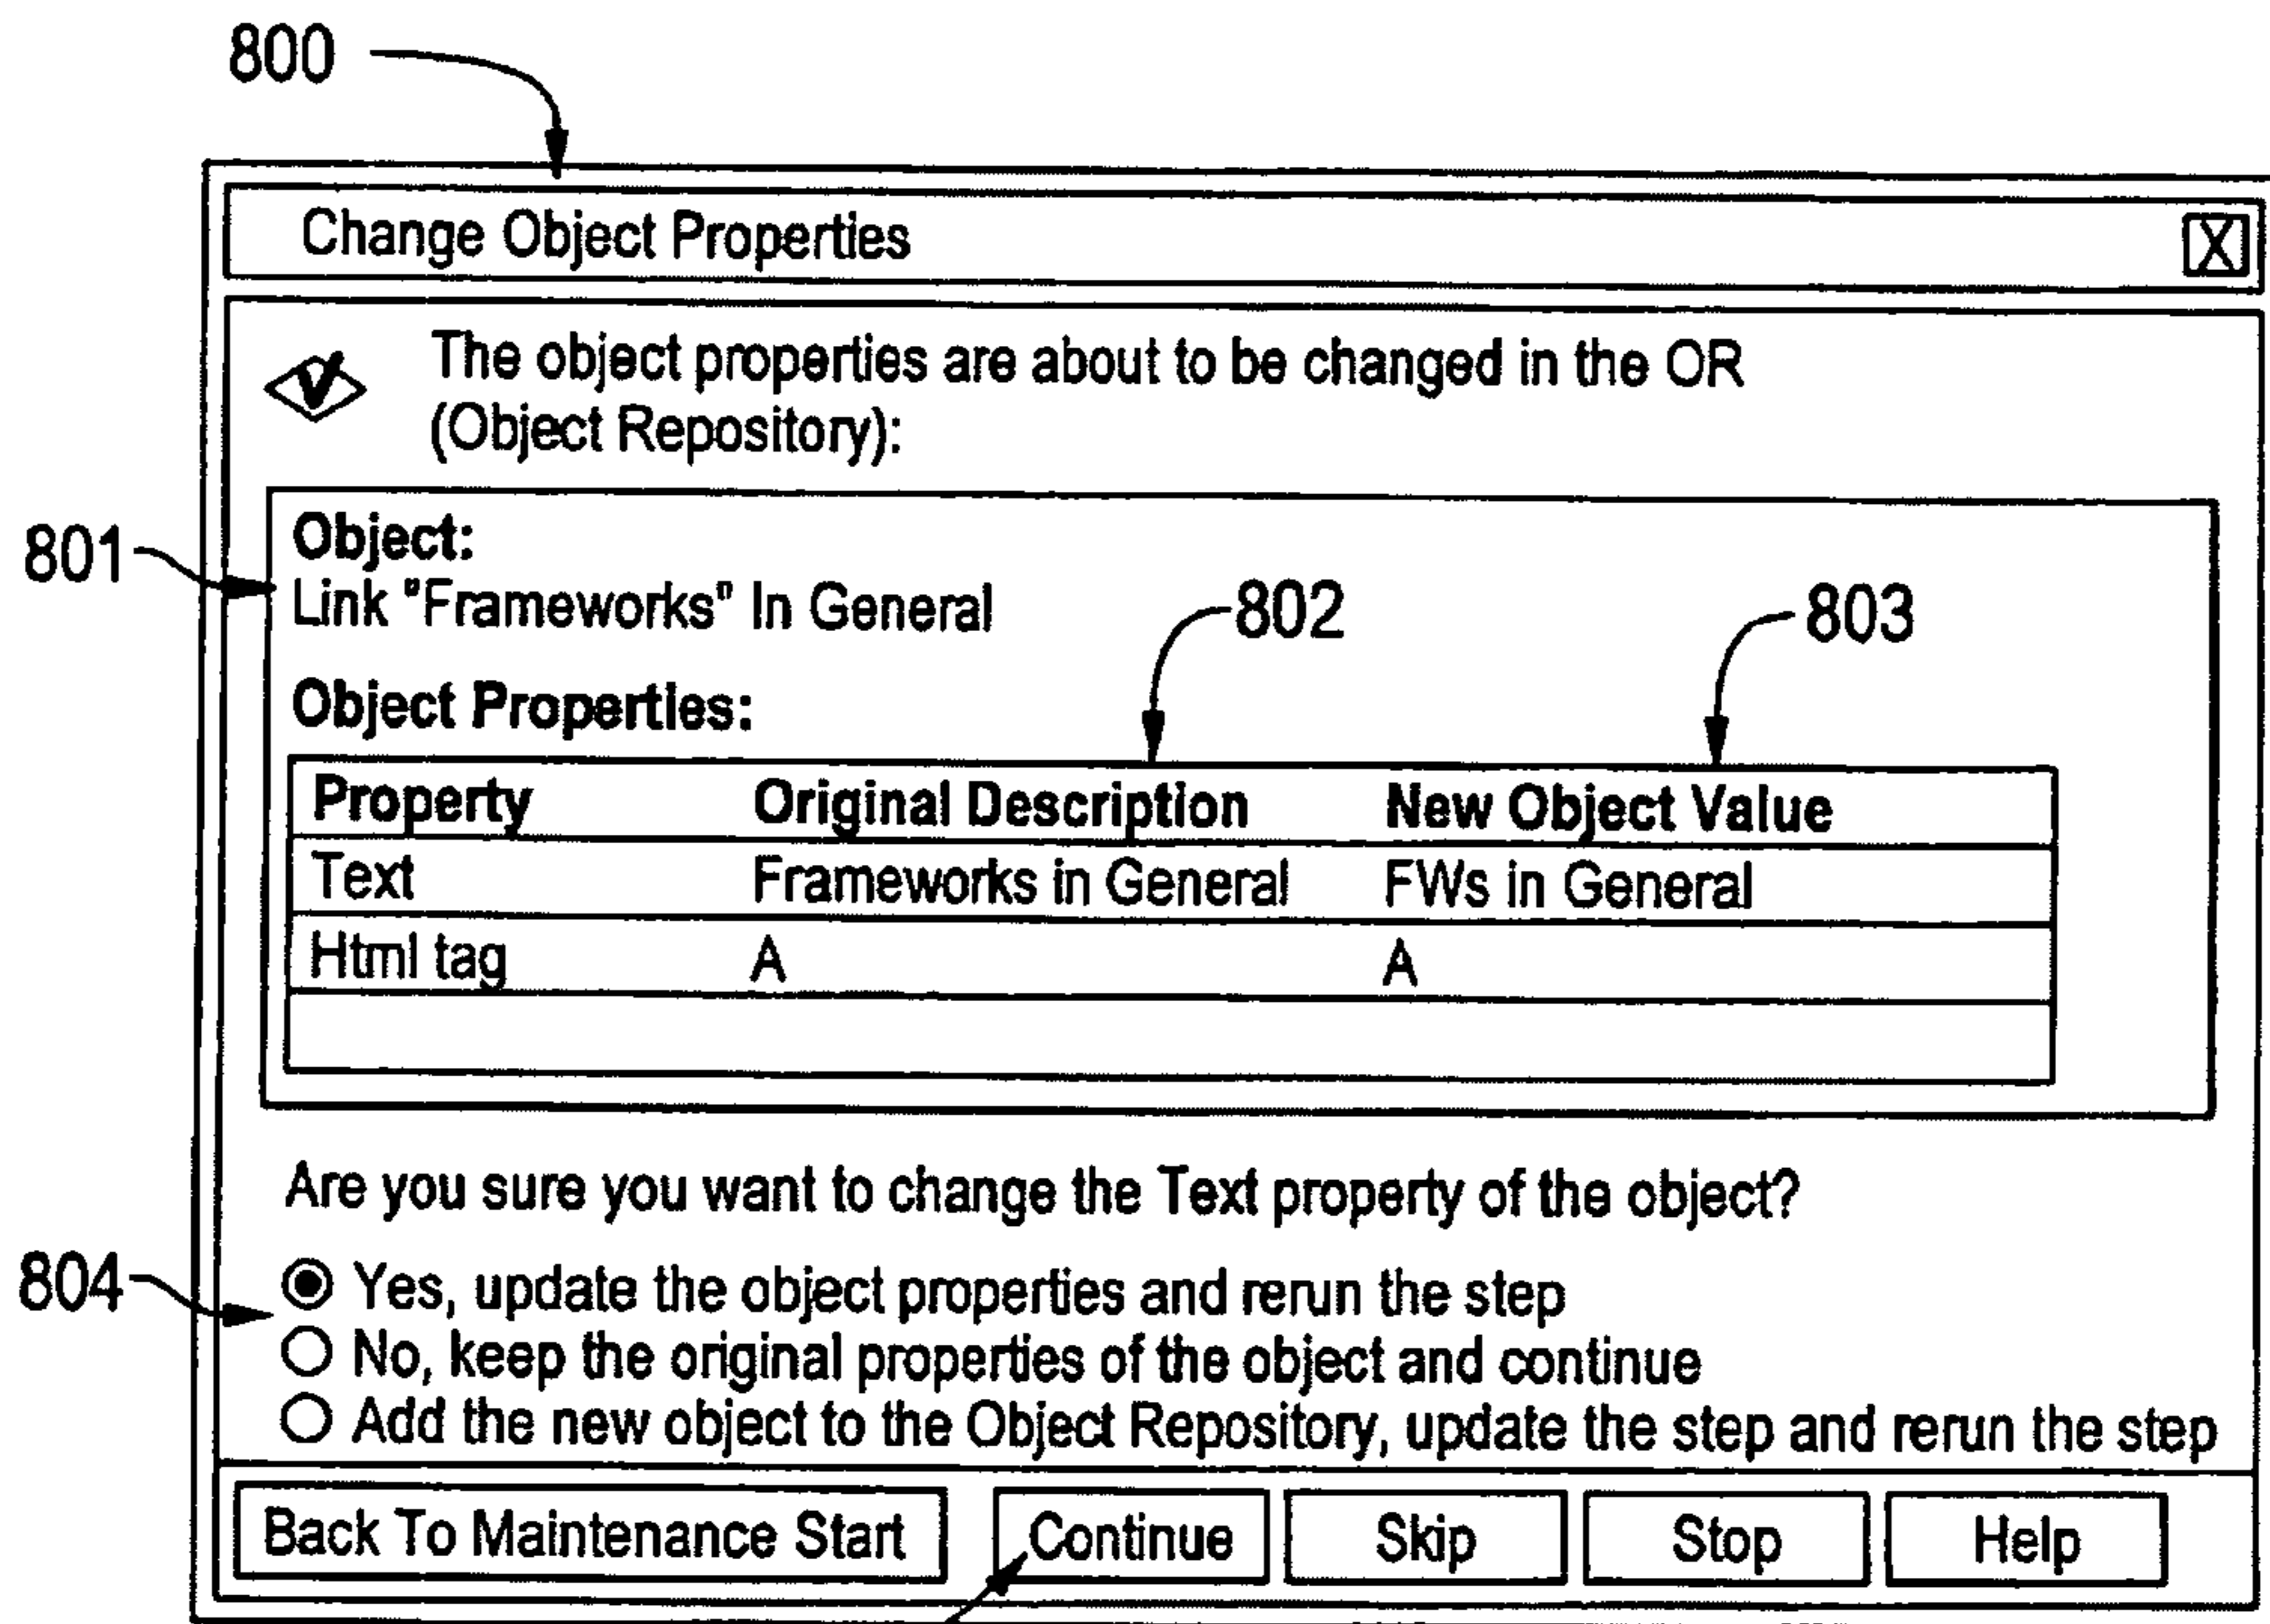 800
Change Object Properties X
The object properties are about to be changed in the OR
(Object Repository):
801
Object:
Link "Frameworks" In General
802
803
Object Properties:
Property Original Description New Object Value
Text Frameworks in General FWs in General
Html tag A A
Are you sure you want to change the Text property of the object?
804
Yes, update the object properties and rerun the step
No, keep the original properties of the object and continue
Add the new object to the Object Repository, update the step and rerun the step
Back To Maintenance Start Continue Skip Stop Help